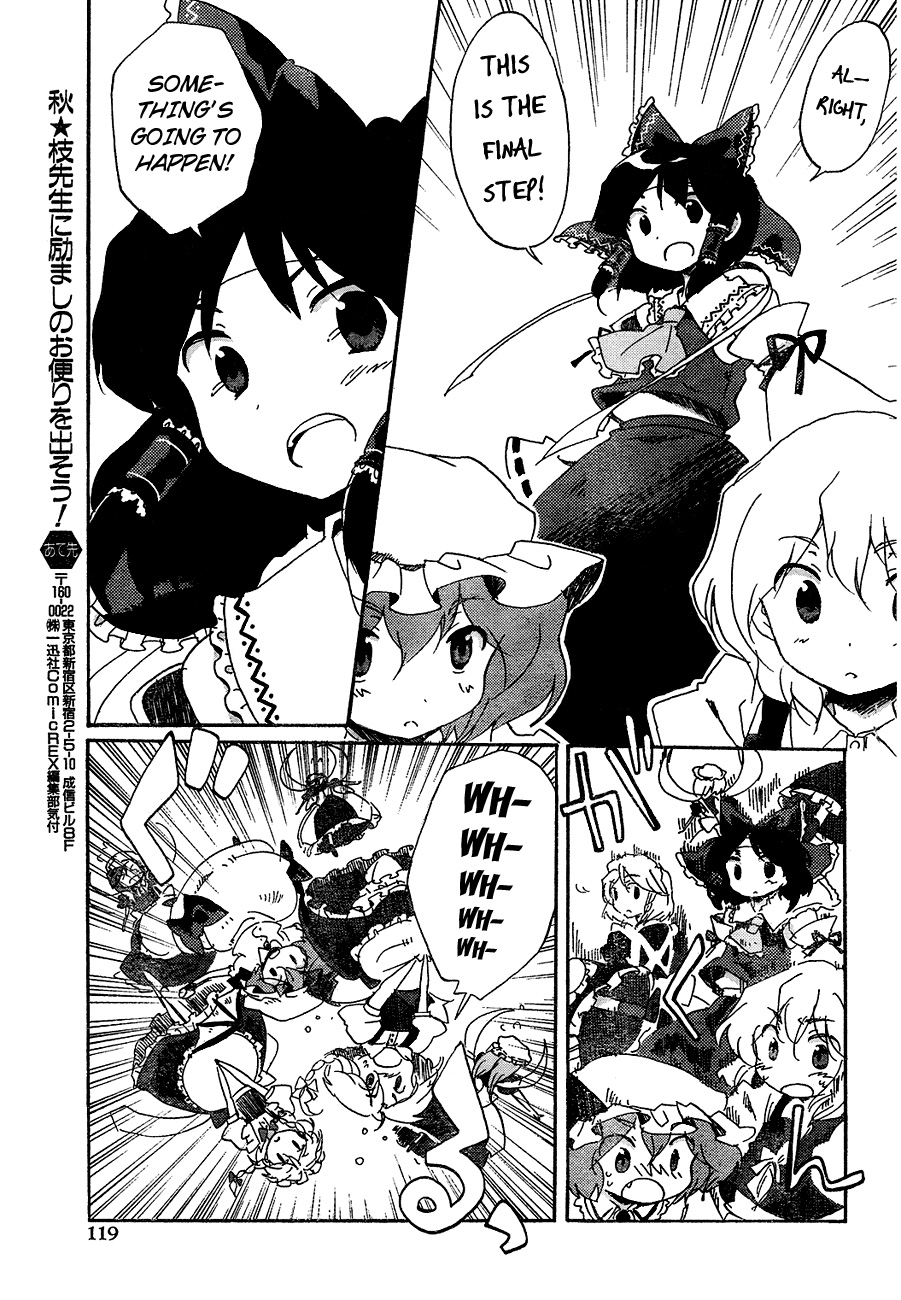 AL-
RIGHT,
THIS
IS THE
FINAL
STEP!
SOME-
THING'S
GOING TO
HAPPEN!
ガクん
WH-
WH-
WH-
WH-
WH-
秋★枝先生に励ましのお便りを出そう!
あて先
〒160-0022 東京都新宿区新宿2-5-10 成信ビル8F
㈱一迅社ComicREX編集部気付
119